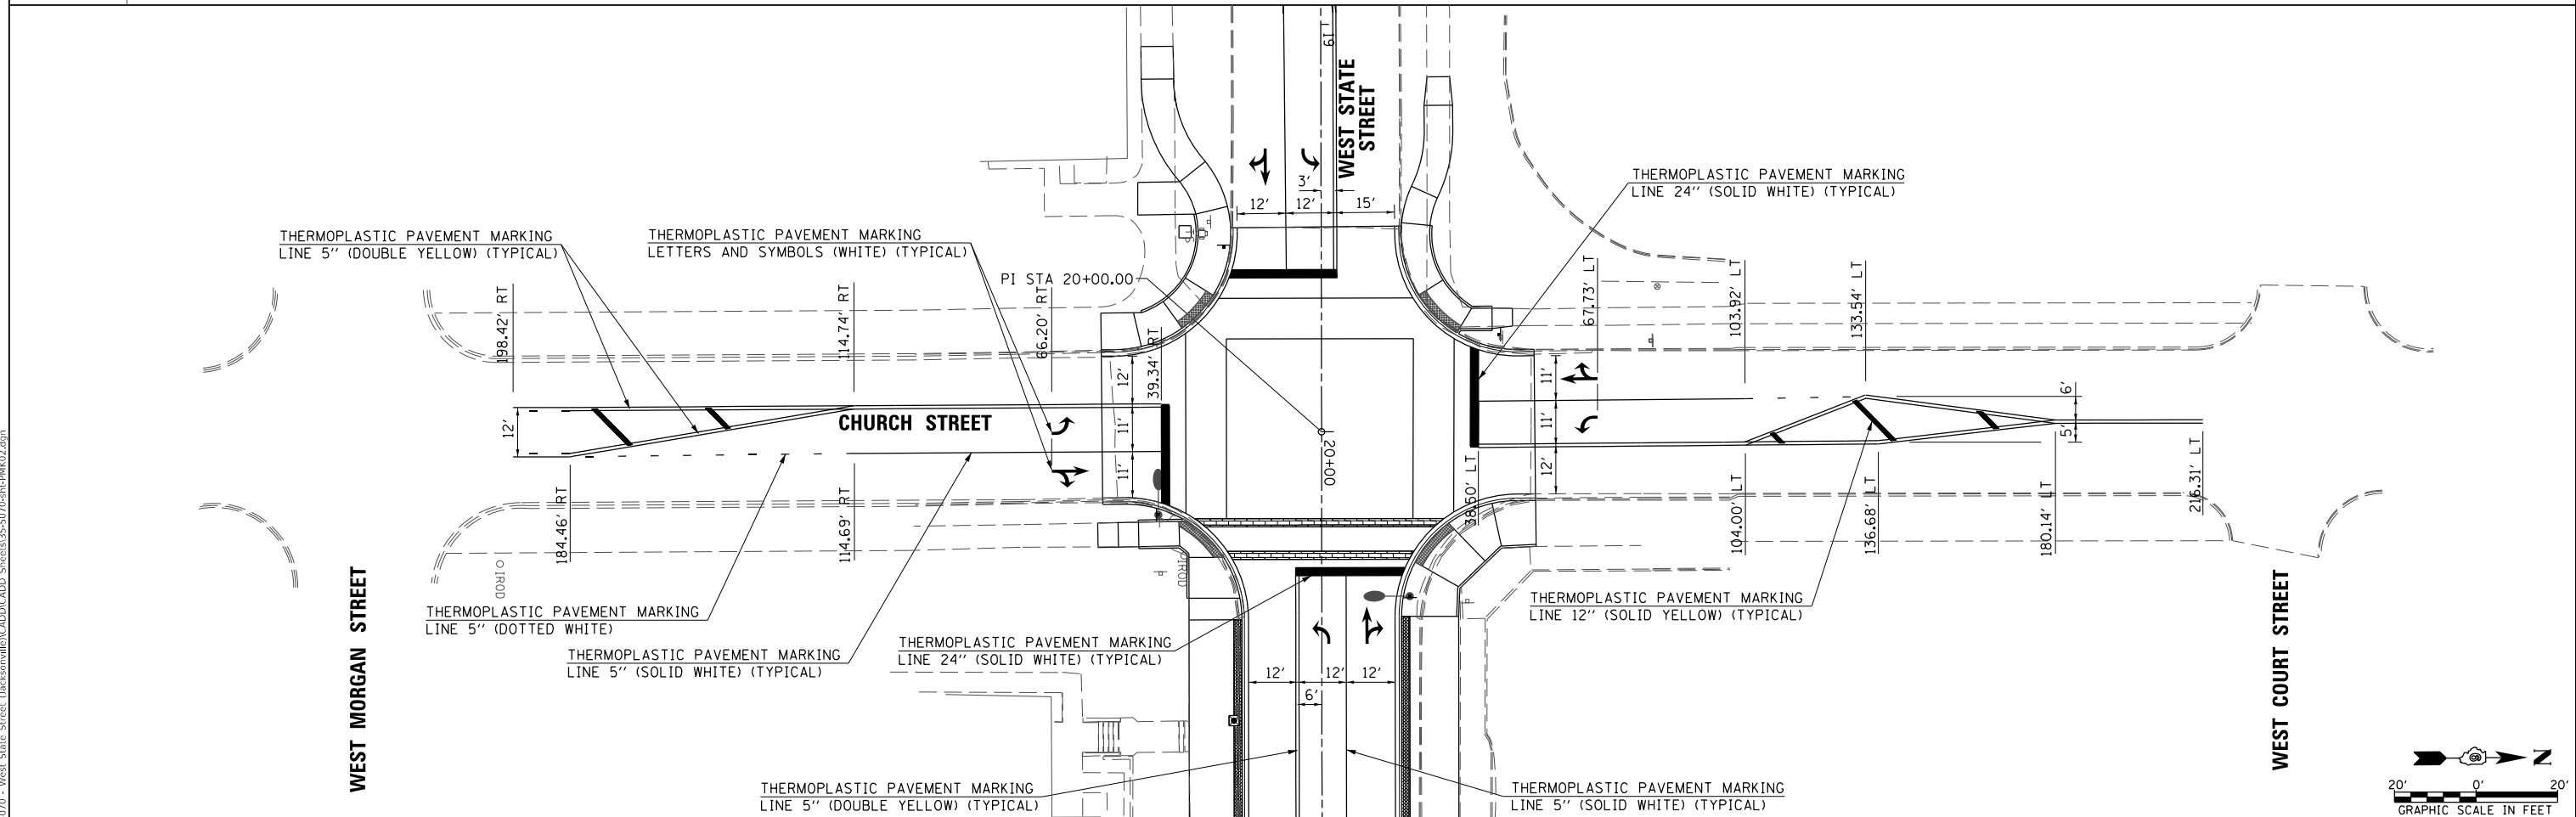 19
WEST STATE
STREET
3'
12'
12'
15'
THERMOPLASTIC PAVEMENT MARKING
LINE 24'' (SOLID WHITE) (TYPICAL)
THERMOPLASTIC PAVEMENT MARKING
LINE 5'' (DOUBLE YELLOW) (TYPICAL)
THERMOPLASTIC PAVEMENT MARKING
LETTERS AND SYMBOLS (WHITE) (TYPICAL)
PI STA 20+00.00
198.42' RT
114.74' RT
66.20' RT
39.34' RT
67.73' LT
103.92' LT
133.54' LT
12'
CHURCH STREET
12'
11'
11'
20+00
11'
11'
12'
6'
5'
184.46' RT
114.69' RT
38.50' LT
104.00' LT
136.68' LT
180.14' LT
216.31' LT
IROD
IROD
WEST MORGAN STREET
WEST COURT STREET
THERMOPLASTIC PAVEMENT MARKING
LINE 5'' (DOTTED WHITE)
THERMOPLASTIC PAVEMENT MARKING
LINE 5'' (SOLID WHITE) (TYPICAL)
THERMOPLASTIC PAVEMENT MARKING
LINE 24'' (SOLID WHITE) (TYPICAL)
THERMOPLASTIC PAVEMENT MARKING
LINE 12'' (SOLID YELLOW) (TYPICAL)
12'
12'
12'
6'
THERMOPLASTIC PAVEMENT MARKING
LINE 5'' (DOUBLE YELLOW) (TYPICAL)
THERMOPLASTIC PAVEMENT MARKING
LINE 5'' (SOLID WHITE) (TYPICAL)
N
20'
0'
20'
GRAPHIC SCALE IN FEET